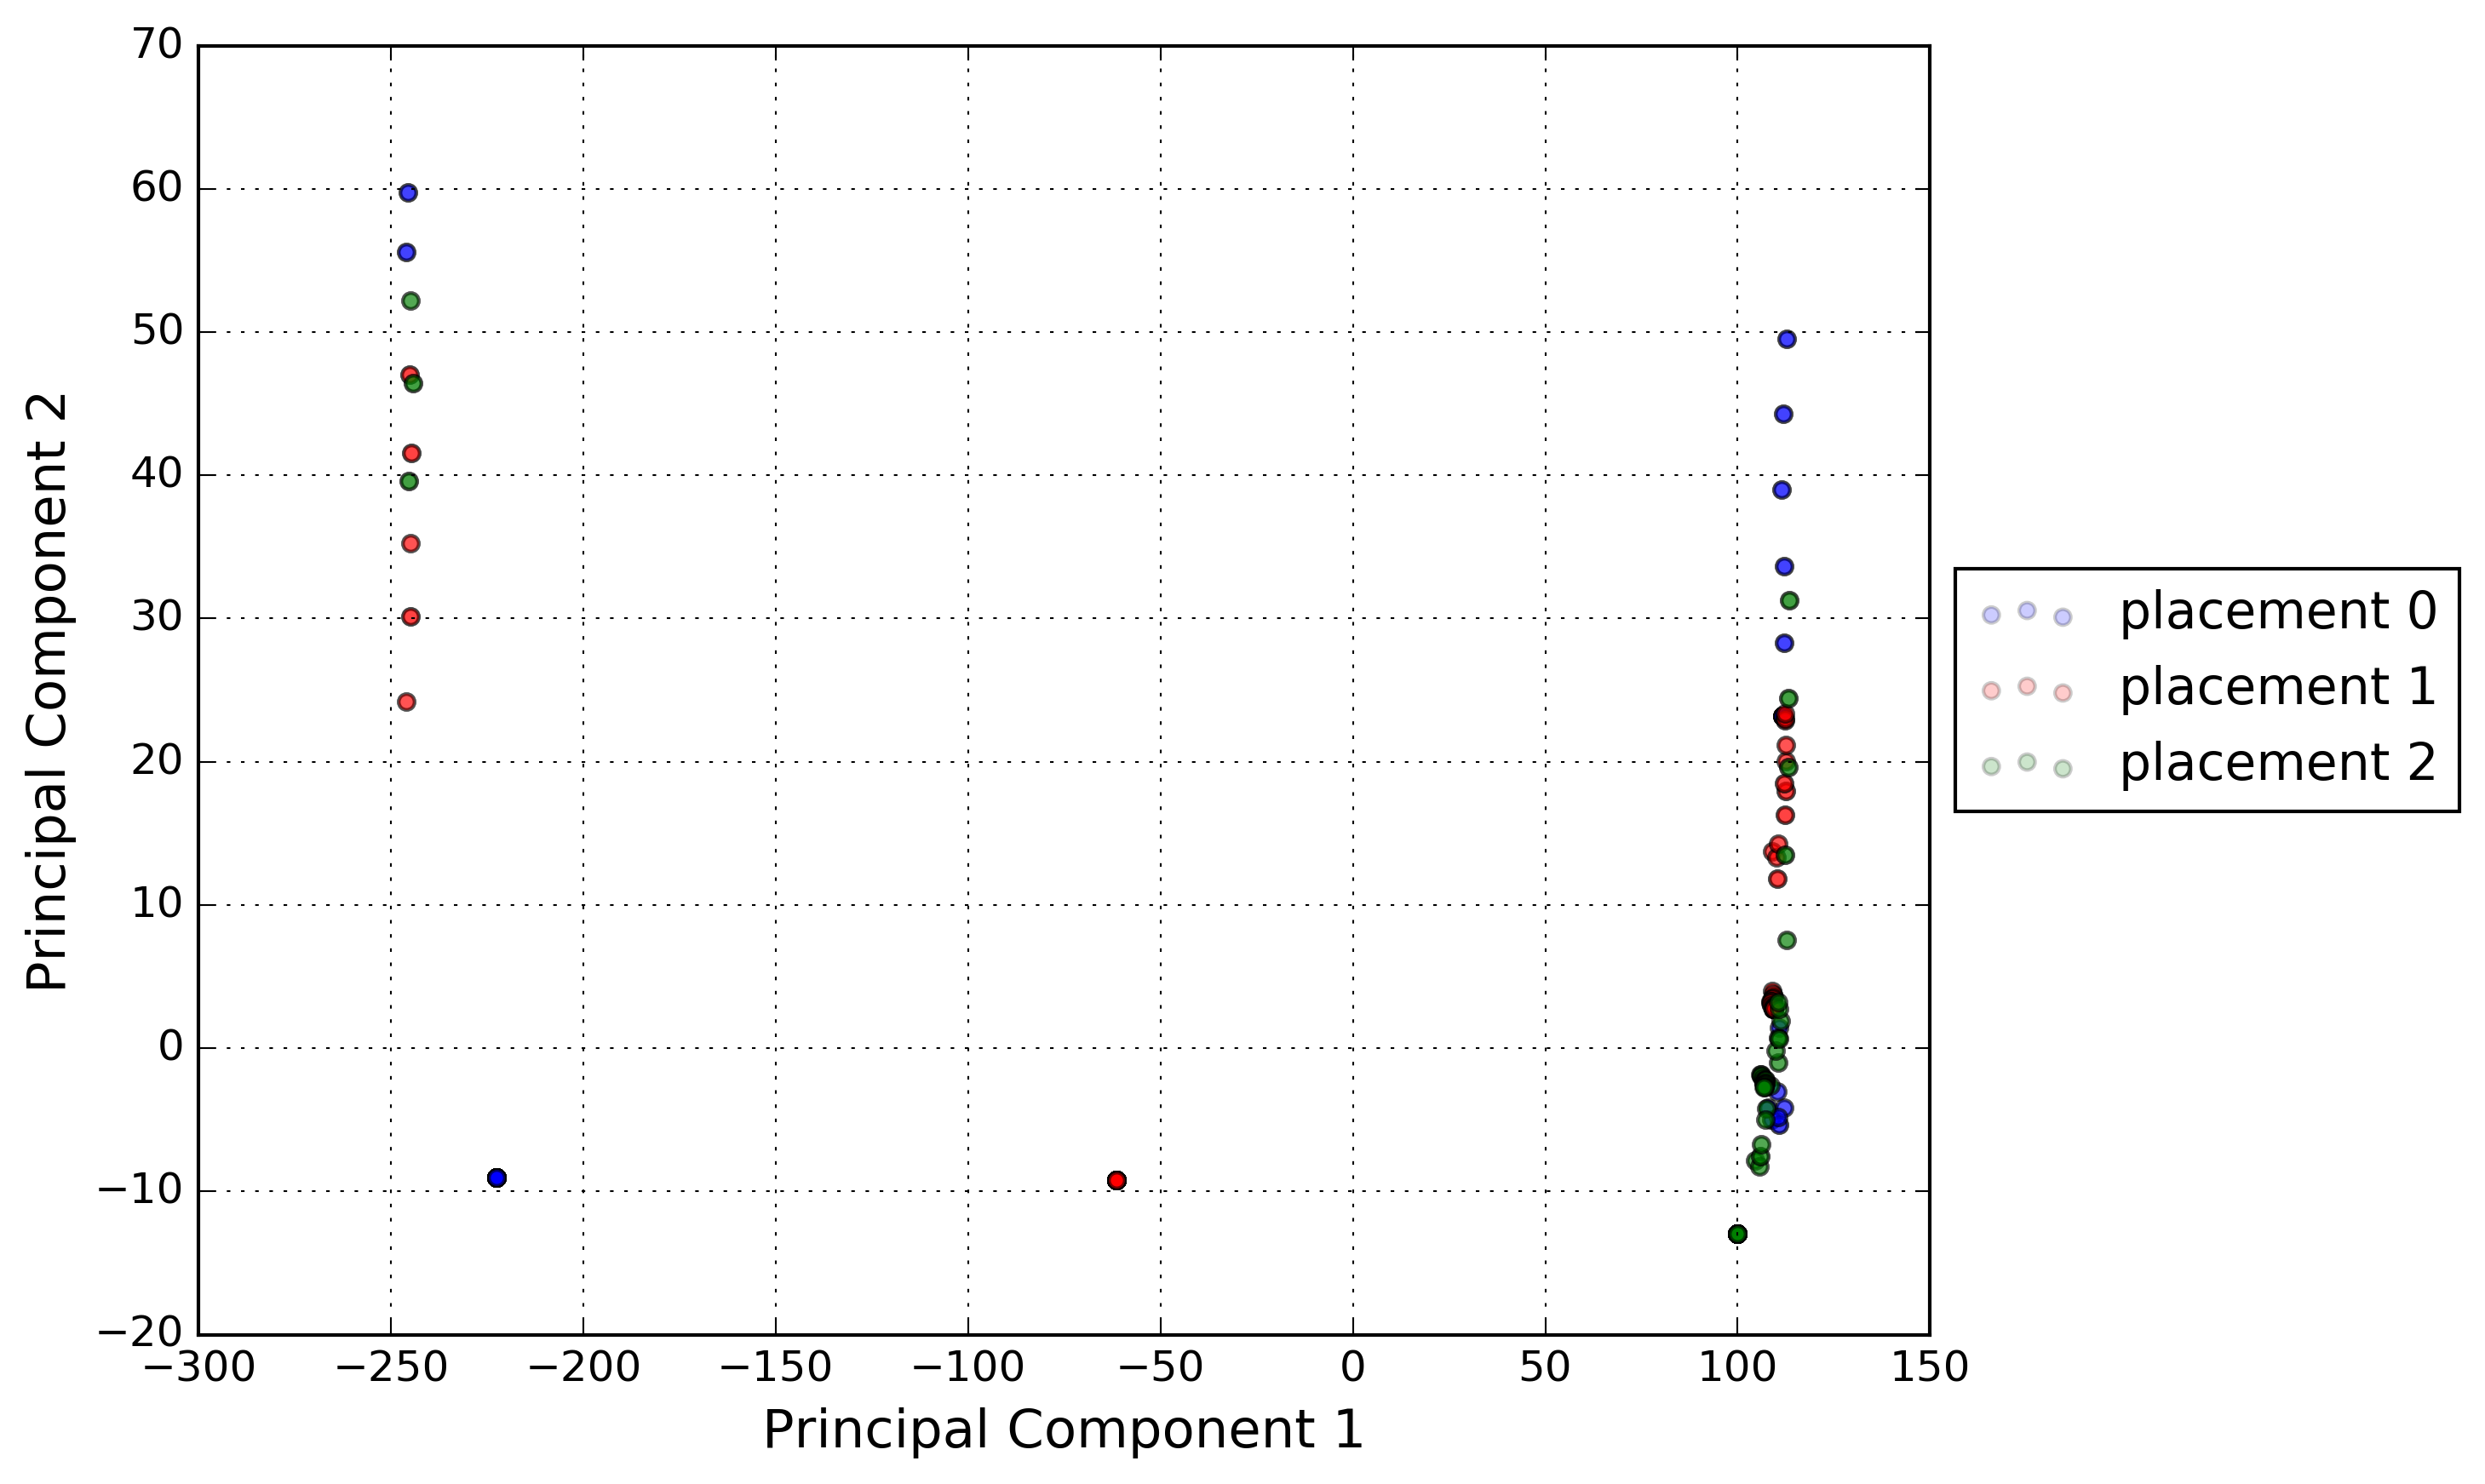 70
60
50
40
30
20
10
0
−10
−20
−300 −250 −200 −150 −100 −50 0 50 100 150
Principal Component 1
Principal Component 2
placement 0
placement 1
placement 2